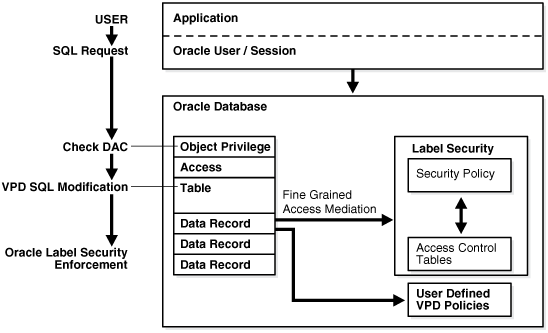 USER
SQL Request
Check DAC
VPD SQL Modification
Oracle Label Security
Enforcement
Application
Oracle User / Session
Oracle Database
Object Privilege
Access
Table
Data Record
Data Record
Data Record
Fine Grained
Access Mediation
Label Security
Security Policy
Access Control
Tables
User Defined
VPD Policies